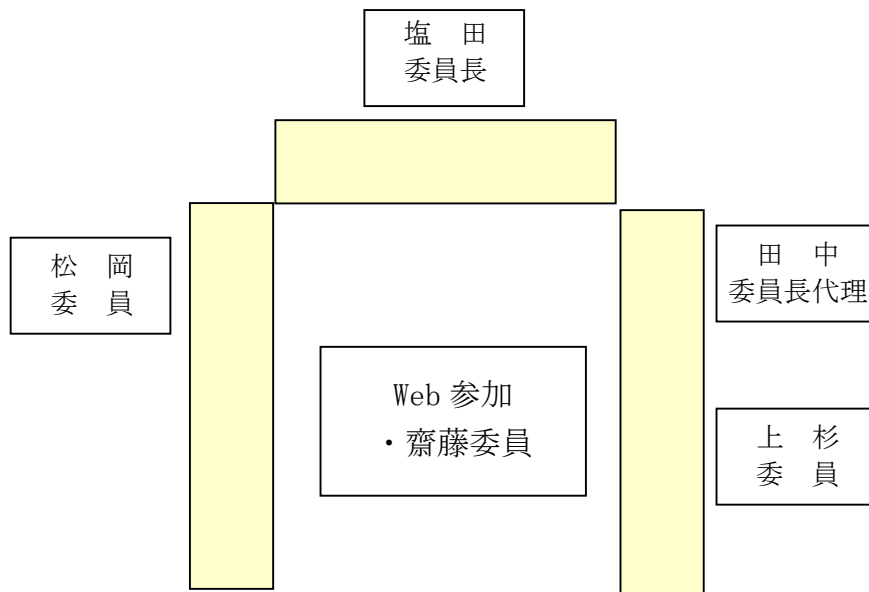 塩　田
委員長
松　岡
委　員
田　中
委員長代理
Web 参加
・齋藤委員
上　杉
委　員